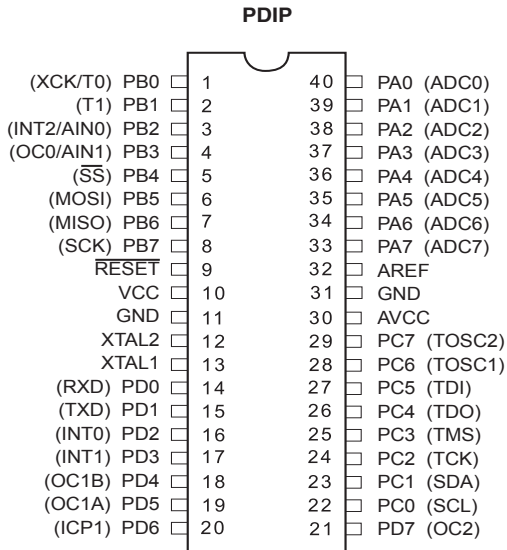 PDIP
(XCK/T0) PB0 1 40 PA0 (ADC0)
(T1) PB1 2 39 PA1 (ADC1)
(INT2/AIN0) PB2 3 38 PA2 (ADC2)
(OC0/AIN1) PB3 4 37 PA3 (ADC3)
(SS) PB4 5 36 PA4 (ADC4)
(MOSI) PB5 6 35 PA5 (ADC5)
(MISO) PB6 7 34 PA6 (ADC6)
(SCK) PB7 8 33 PA7 (ADC7)
RESET 9 32 AREF
VCC 10 31 GND
GND 11 30 AVCC
XTAL2 12 29 PC7 (TOSC2)
XTAL1 13 28 PC6 (TOSC1)
(RXD) PD0 14 27 PC5 (TDI)
(TXD) PD1 15 26 PC4 (TDO)
(INT0) PD2 16 25 PC3 (TMS)
(INT1) PD3 17 24 PC2 (TCK)
(OC1B) PD4 18 23 PC1 (SDA)
(OC1A) PD5 19 22 PC0 (SCL)
(ICP1) PD6 20 21 PD7 (OC2)